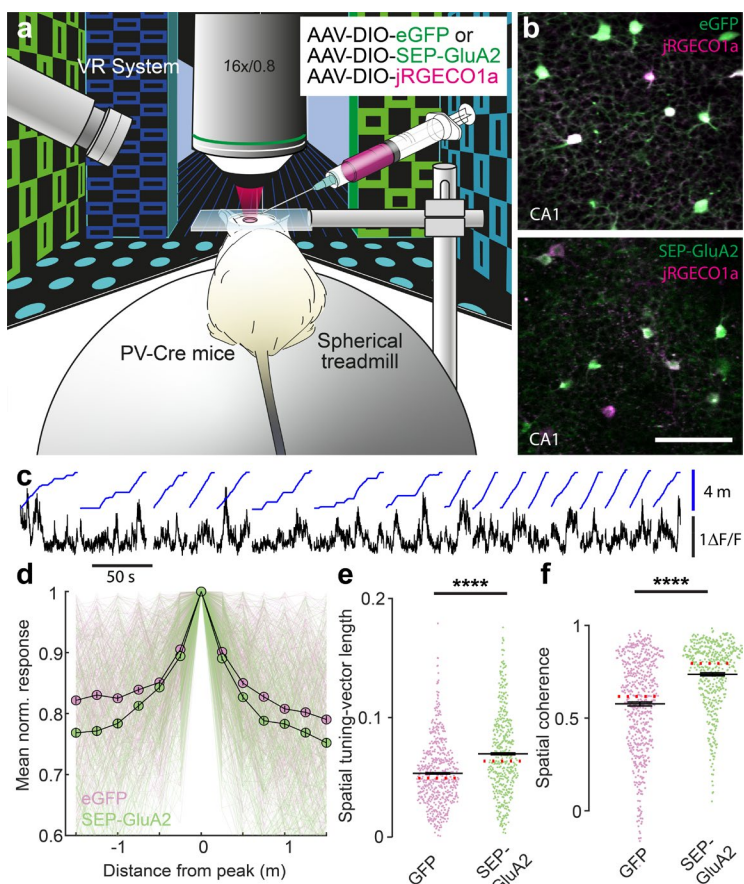 a
VR System
16x/0.8
AAV-DIO-eGFP or
AAV-DIO-SEP-GluA2
AAV-DIO-jRGECO1a
PV-Cre mice
Spherical
treadmill
b
eGFP
jRGECO1a
CA1
SEP-GluA2
jRGECO1a
CA1
c
4 m
1ΔF/F
50 s
d
Mean norm. response
1
0.9
0.8
0.7
0.6
eGFP
SEP-GluA2
-1
0
1
Distance from peak (m)
e
****
Spatial tuning-vector length
0.2
0.1
0
GFP
SEP-
GluA2
f
****
Spatial coherence
1
0.5
0
GFP
SEP-
GluA2